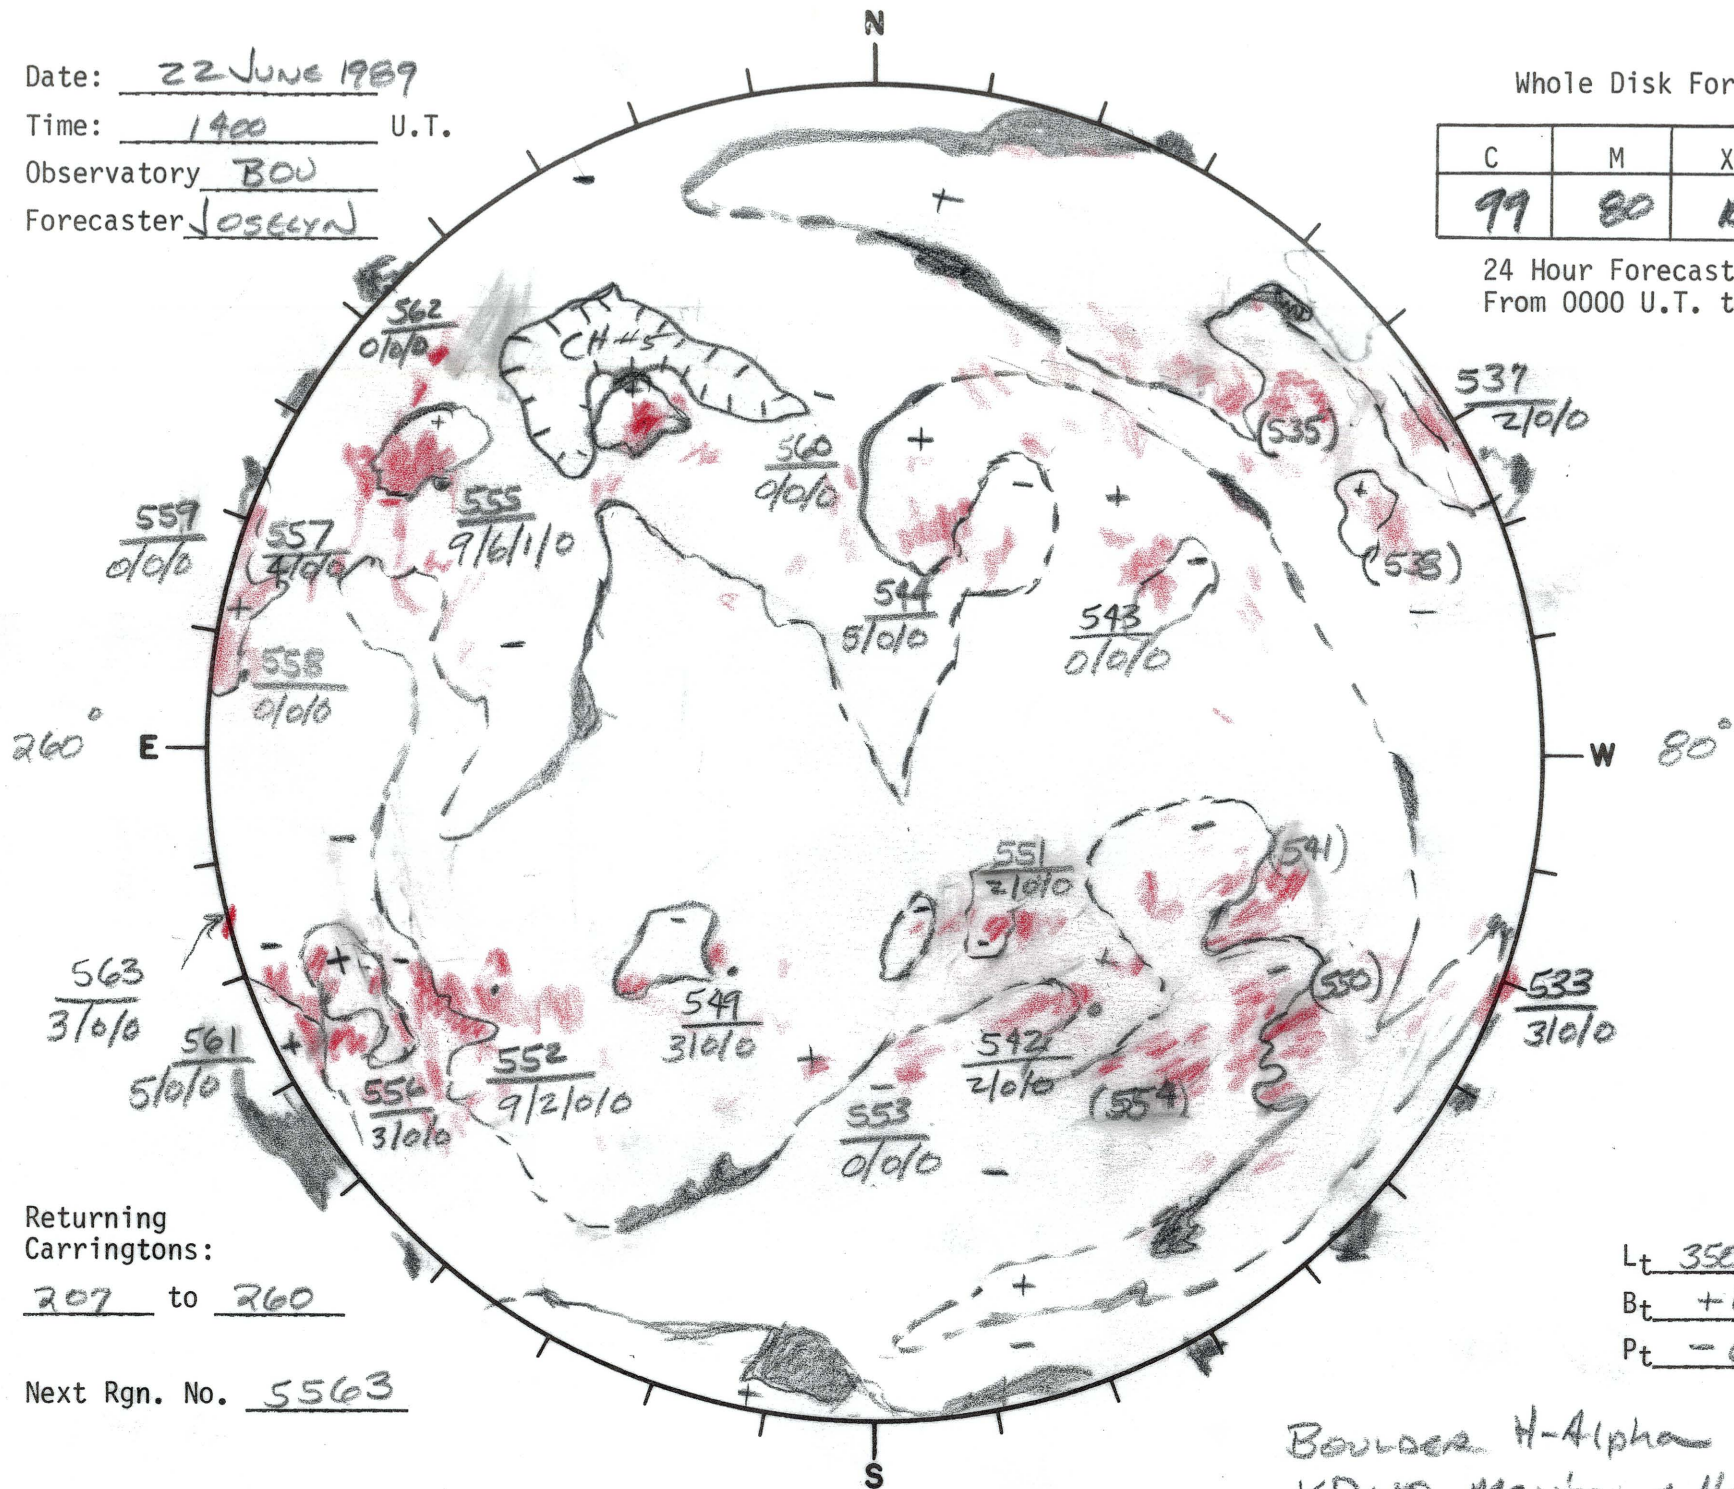 N
Date: 22 JUNE 1989
Time: 1400 U.T.
Observatory BOU
Forecaster JOSELYN
Whole Disk For
C M X
99 80
24 Hour Forecast
From 0000 U.T. t
562
0/0/0
CH 45
+
-
537
2/0/0
(535)
560
0/0/0
555
9/6/1/0
559
0/0/0
557
4/0/0
(538)
544
5/0/0
543
0/0/0
558
0/0/0
260° E
W 80°
551
2/0/0
(541)
563
3/0/0
549
3/0/0
(550)
533
3/0/0
561
5/0/0
552
9/2/0/0
542
2/0/0
(554)
556
3/0/0
553
0/0/0
Returning
Carringtons:
207 to 260
Next Rgn. No. 5563
Lt
Bt +
Pt -
S
BOULDER H-Alpha